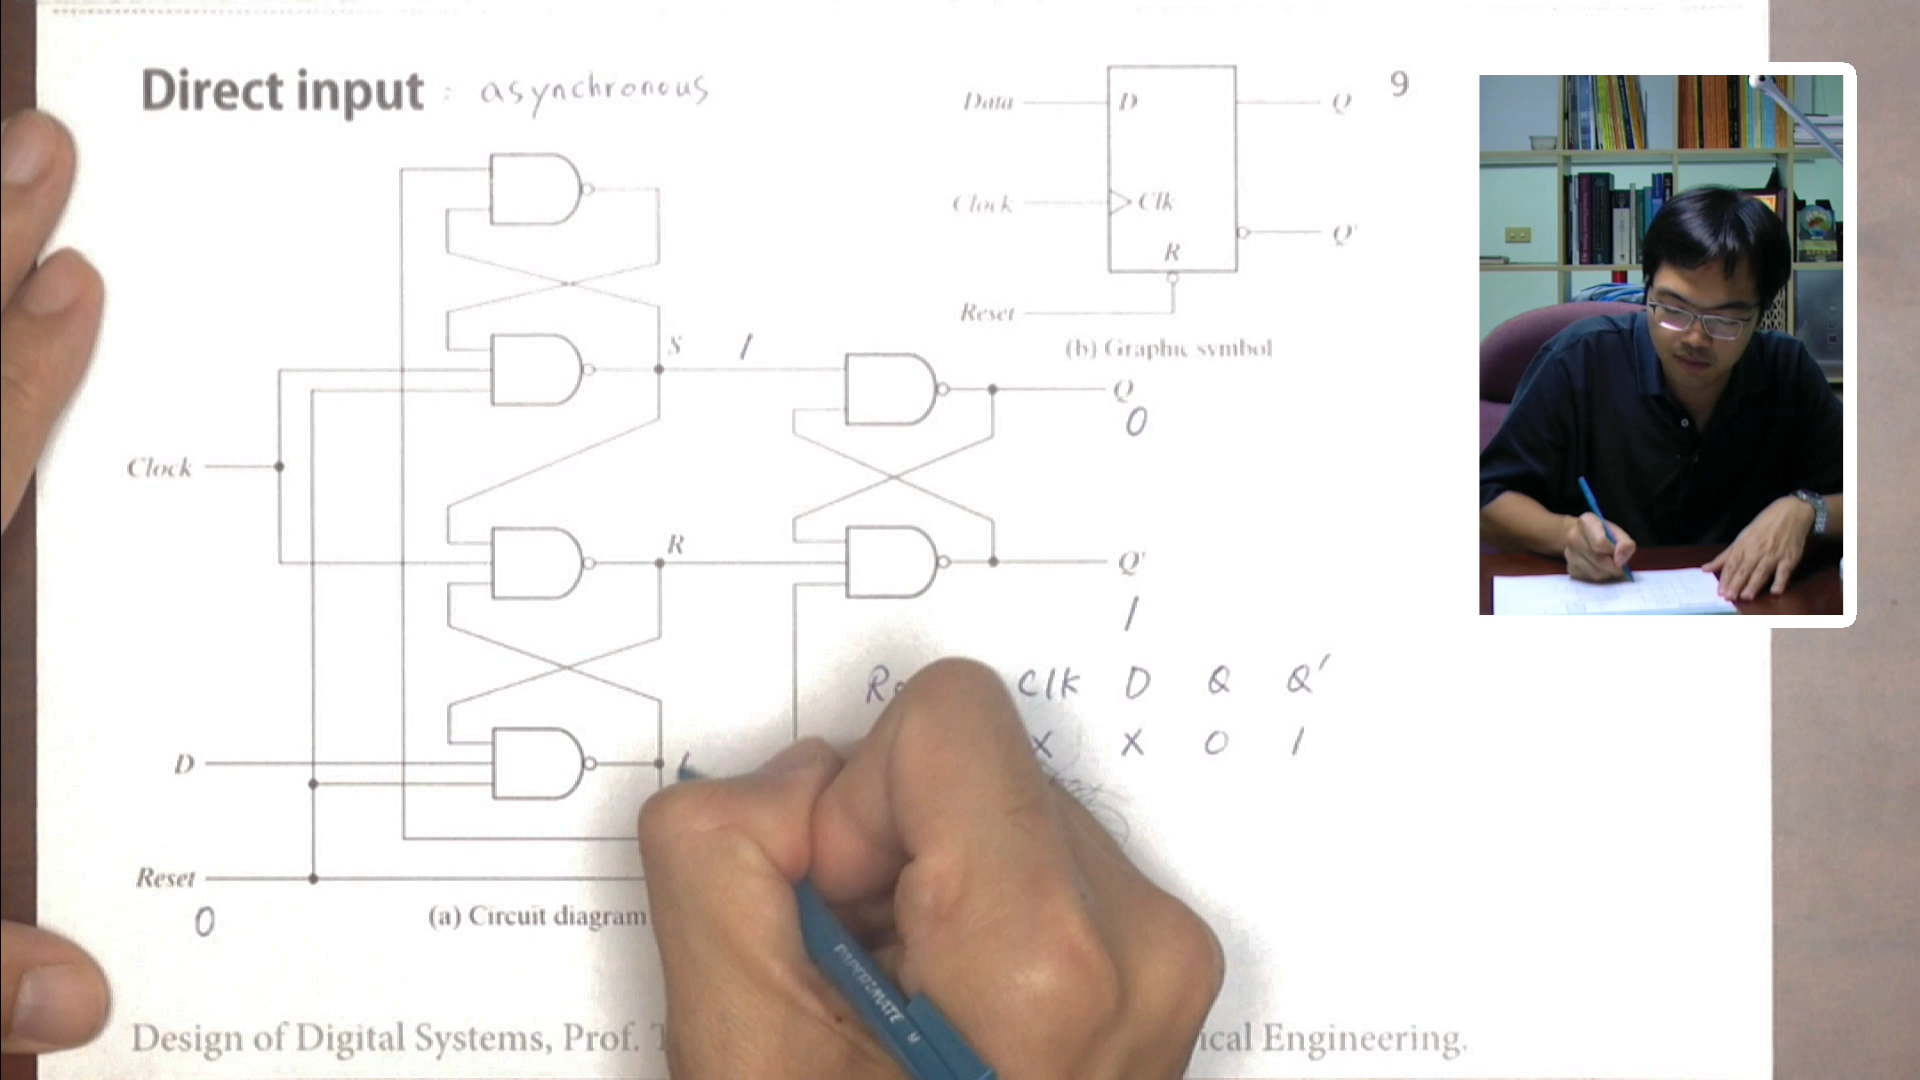 Direct input : asynchronous
9
Data
D
Q
Clock
Clk
Q'
R
Reset
(b) Graphic symbol
S
1
Q
0
Clock
R
Q'
1
Clk D Q Q'
X X 0 1
D
Reset
0
(a) Circuit diagram
Design of Digital Systems, Prof.
Engineering.
PAPERMATE M